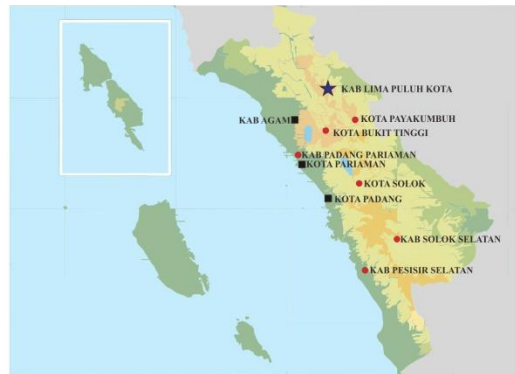 KAB LIMA PULUH KOTA
KAB AGAM
KOTA PAYAKUMBUH
KOTA BUKIT TINGGI
KAB PADANG PARIAMAN
KOTA PARIAMAN
KOTA SOLOK
KOTA PADANG
KAB SOLOK SELATAN
KAB PESISIR SELATAN